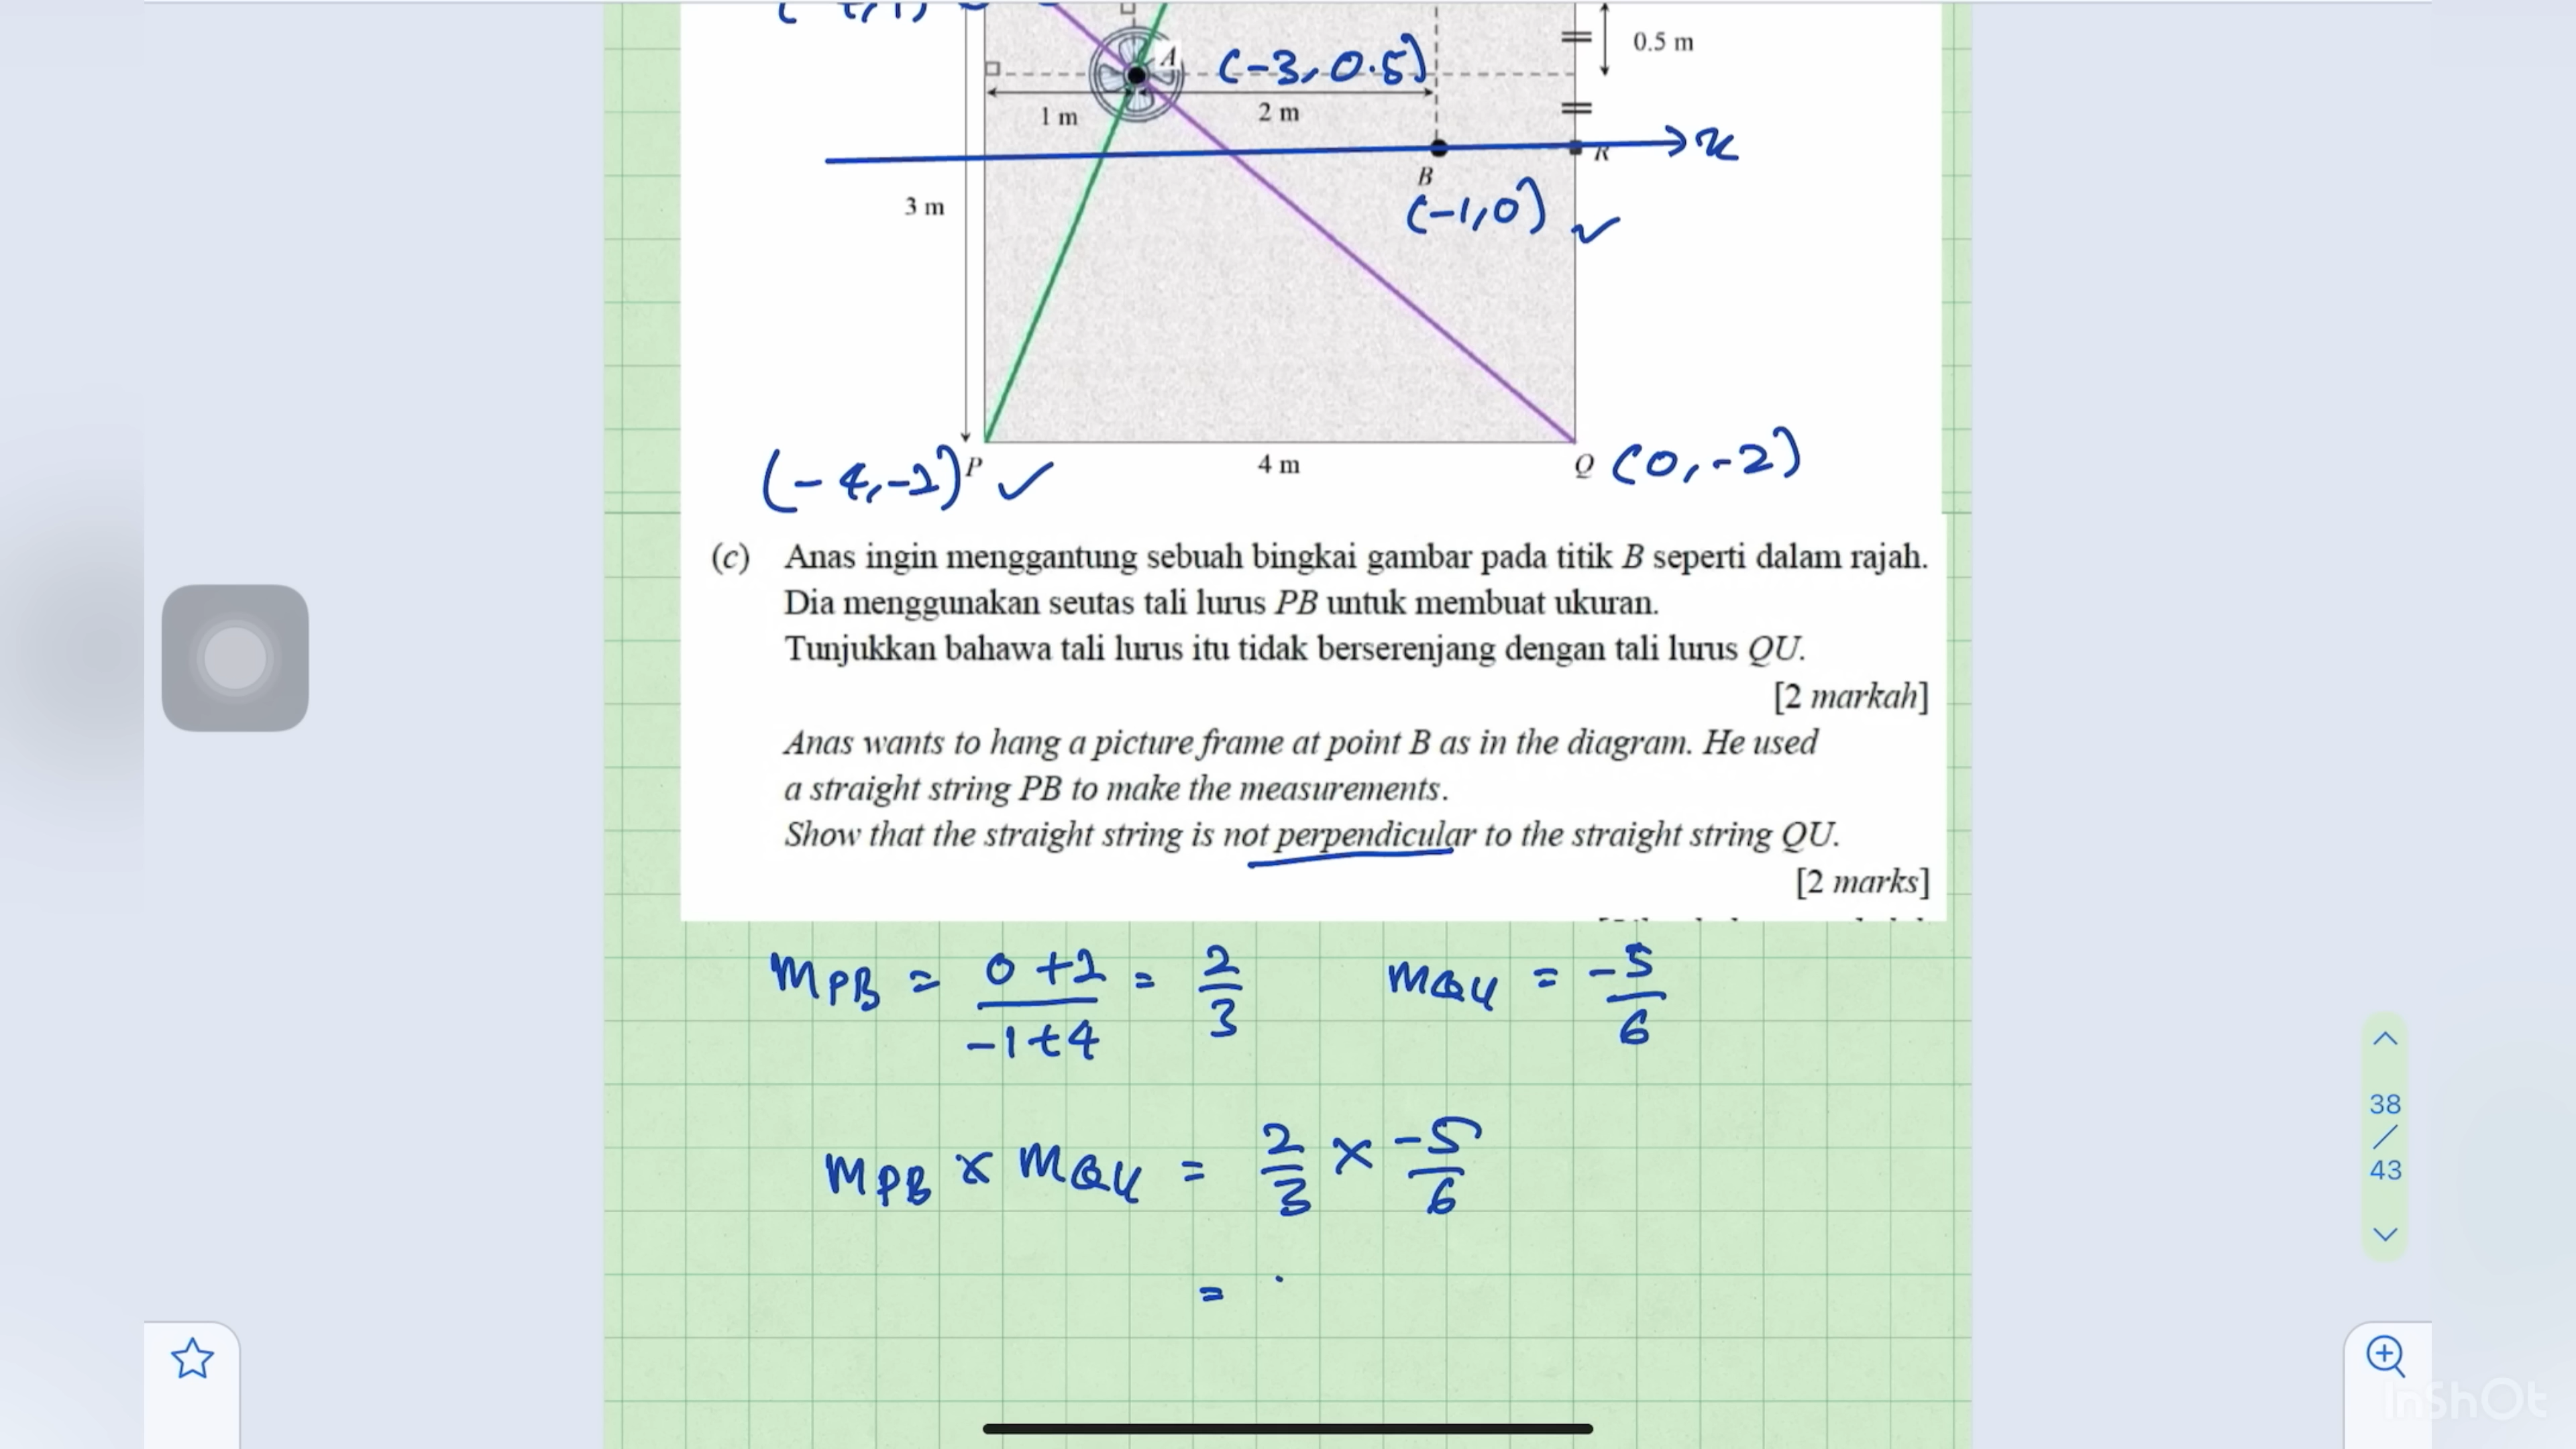 0.5 m
A (-3, 0.5)
1 m
2 m
x
R
B
3 m
(-1, 0) ✓
(-4, -2) P ✓
4 m
Q (0, -2)
(c) Anas ingin menggantung sebuah bingkai gambar pada titik B seperti dalam rajah.
Dia menggunakan seutas tali lurus PB untuk membuat ukuran.
Tunjukkan bahawa tali lurus itu tidak berserenjang dengan tali lurus QU.
[2 markah]
Anas wants to hang a picture frame at point B as in the diagram. He used
a straight string PB to make the measurements.
Show that the straight string is not perpendicular to the straight string QU.
[2 marks]
mPB = (0 + 2)/(-1 + 4) = 2/3
mQU = -5/6
mPB × mQU = 2/3 × -5/6
=
38
/
43
InShOt